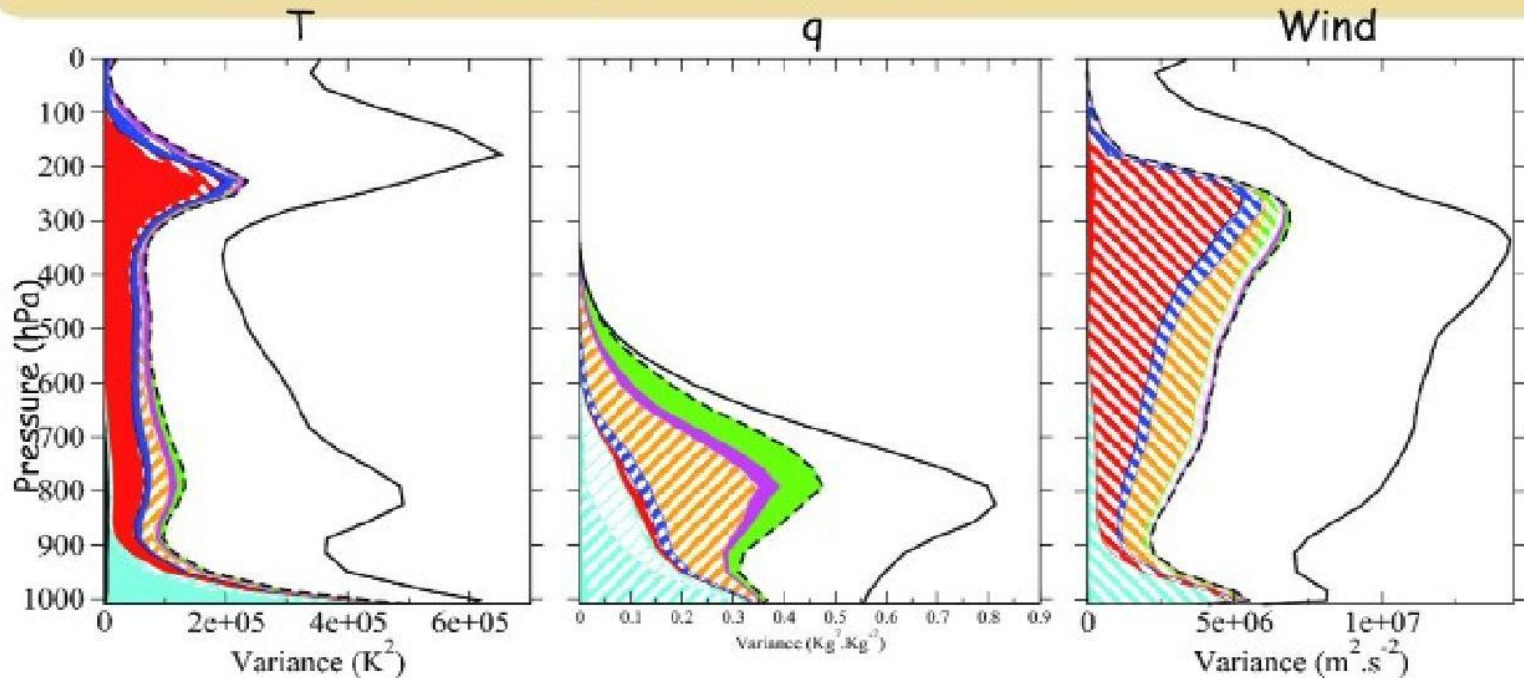 T q Wind
Pressure (hPa)
0
100
200
300
400
500
600
700
800
900
1000
0 2e+05 4e+05 6e+05
Variance (K²)
0 0.1 0.2 0.3 0.4 0.5 0.6 0.7 0.8 0.9
Variance (Kg².Kg⁻²)
0 5e+06 1e+07
Variance (m².s⁻²)